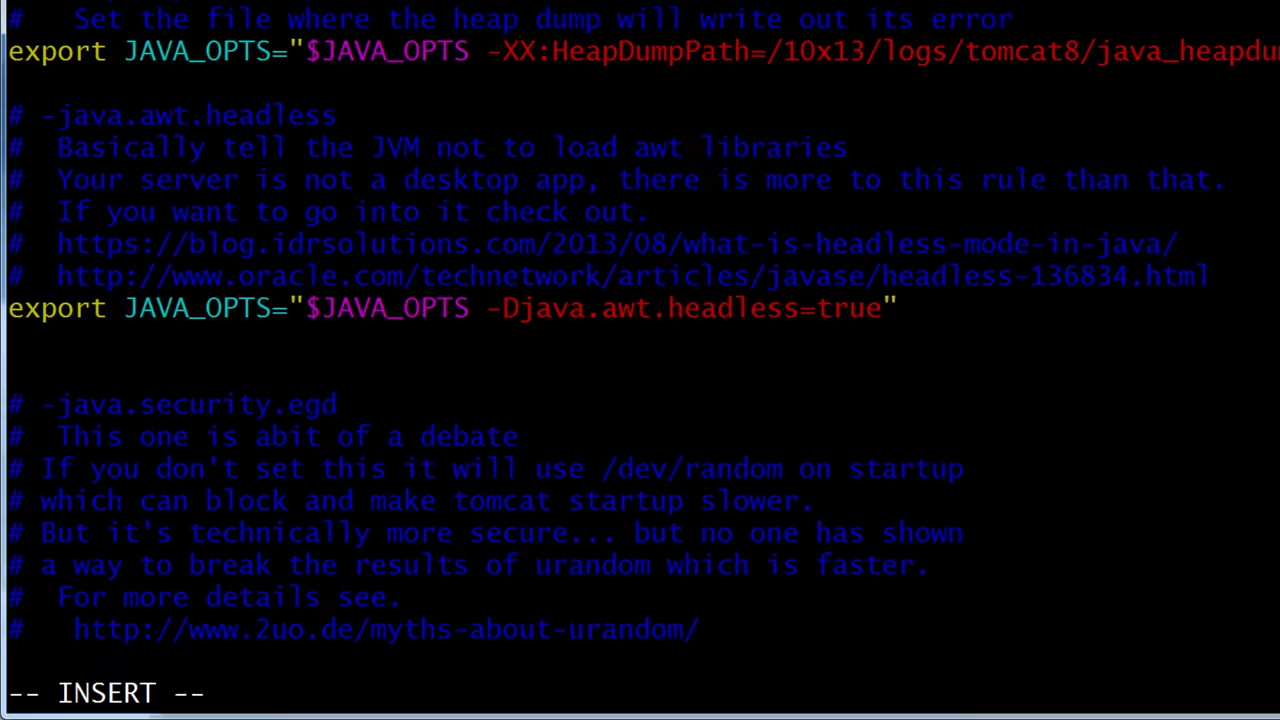 #   Set the file where the heap dump will write out its error
export JAVA_OPTS="$JAVA_OPTS -XX:HeapDumpPath=/10x13/logs/tomcat8/java_heapdu
# -java.awt.headless
#  Basically tell the JVM not to load awt libraries
#  Your server is not a desktop app, there is more to this rule than that.
#  If you want to go into it check out.
#  https://blog.idrsolutions.com/2013/08/what-is-headless-mode-in-java/
#  http://www.oracle.com/technetwork/articles/javase/headless-136834.html
export JAVA_OPTS="$JAVA_OPTS -Djava.awt.headless=true"
# -java.security.egd
#  This one is abit of a debate
# If you don't set this it will use /dev/random on startup
# which can block and make tomcat startup slower.
# But it's technically more secure... but no one has shown
# a way to break the results of urandom which is faster.
#  For more details see.
#   http://www.2uo.de/myths-about-urandom/
-- INSERT --